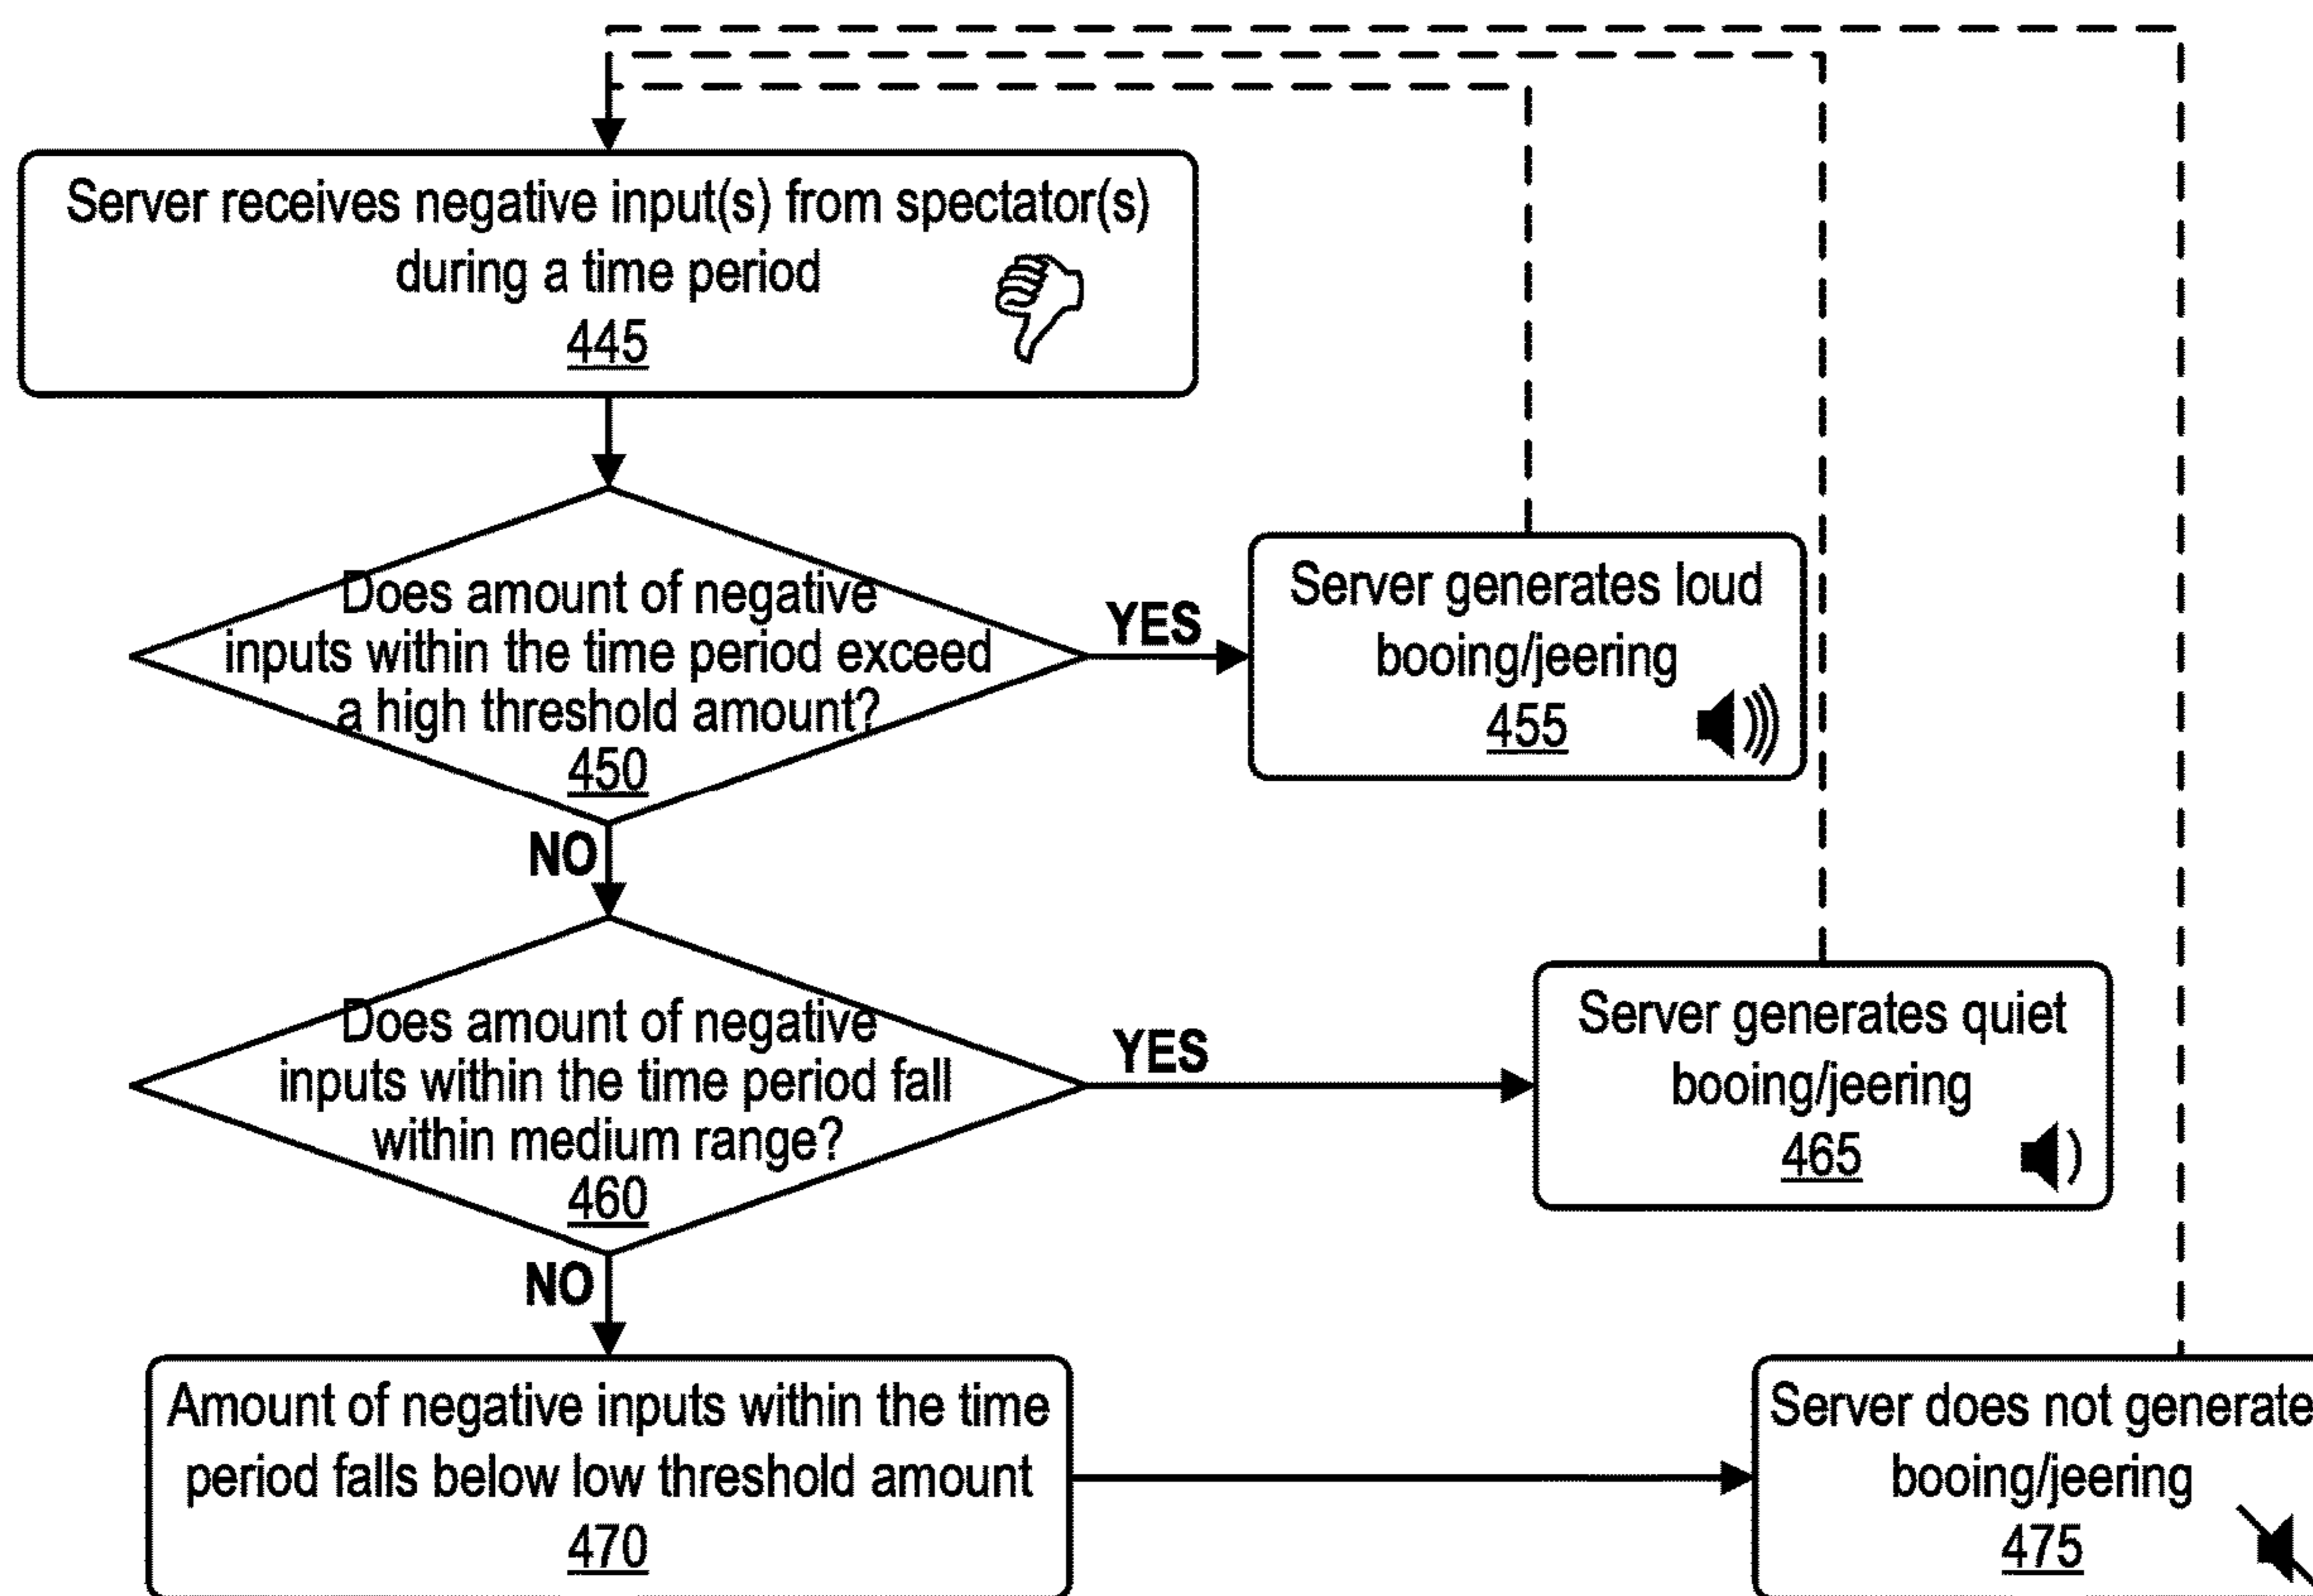 Server receives negative input(s) from spectator(s)
during a time period
445
Does amount of negative
inputs within the time period exceed
a high threshold amount?
450
YES
Server generates loud
booing/jeering
455
NO
Does amount of negative
inputs within the time period fall
within medium range?
460
YES
Server generates quiet
booing/jeering
465
NO
Amount of negative inputs within the time
period falls below low threshold amount
470
Server does not generate
booing/jeering
475